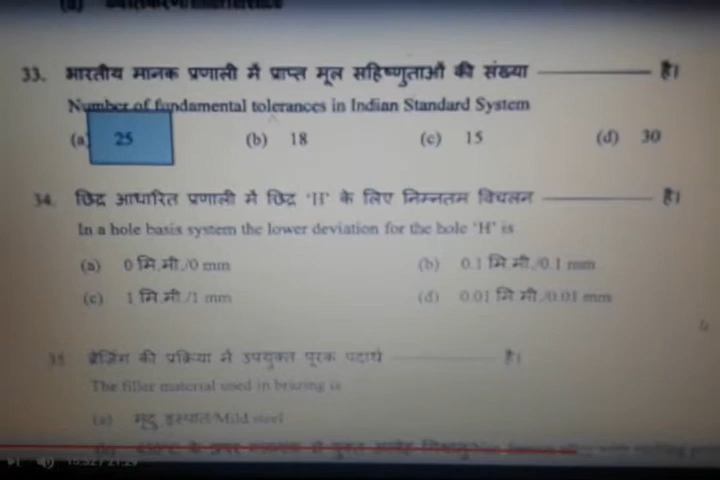 33. भारतीय मानक प्रणाली में प्राप्त मूल सहिष्णुताओं की संख्या ──────── है।
Number of fundamental tolerances in Indian Standard System
(a) 25 (b) 18 (c) 15 (d) 30
34. छिद्र आधारित प्रणाली में छिद्र 'H' के लिए निम्नतम विचलन ──────── है।
In a hole basis system the lower deviation for the hole 'H' is
(a) 0 मि.मी./0 mm (b) 0.1 मि.मी./0.1 mm
(c) 1 मि.मी./1 mm (d) 0.01 मि.मी./0.01 mm
35 ब्रेजिंग की प्रक्रिया में उपयुक्त पूरक पदार्थ ──────── है।
The filler material used in brazing is
(a) मृदु इस्पात/Mild steel